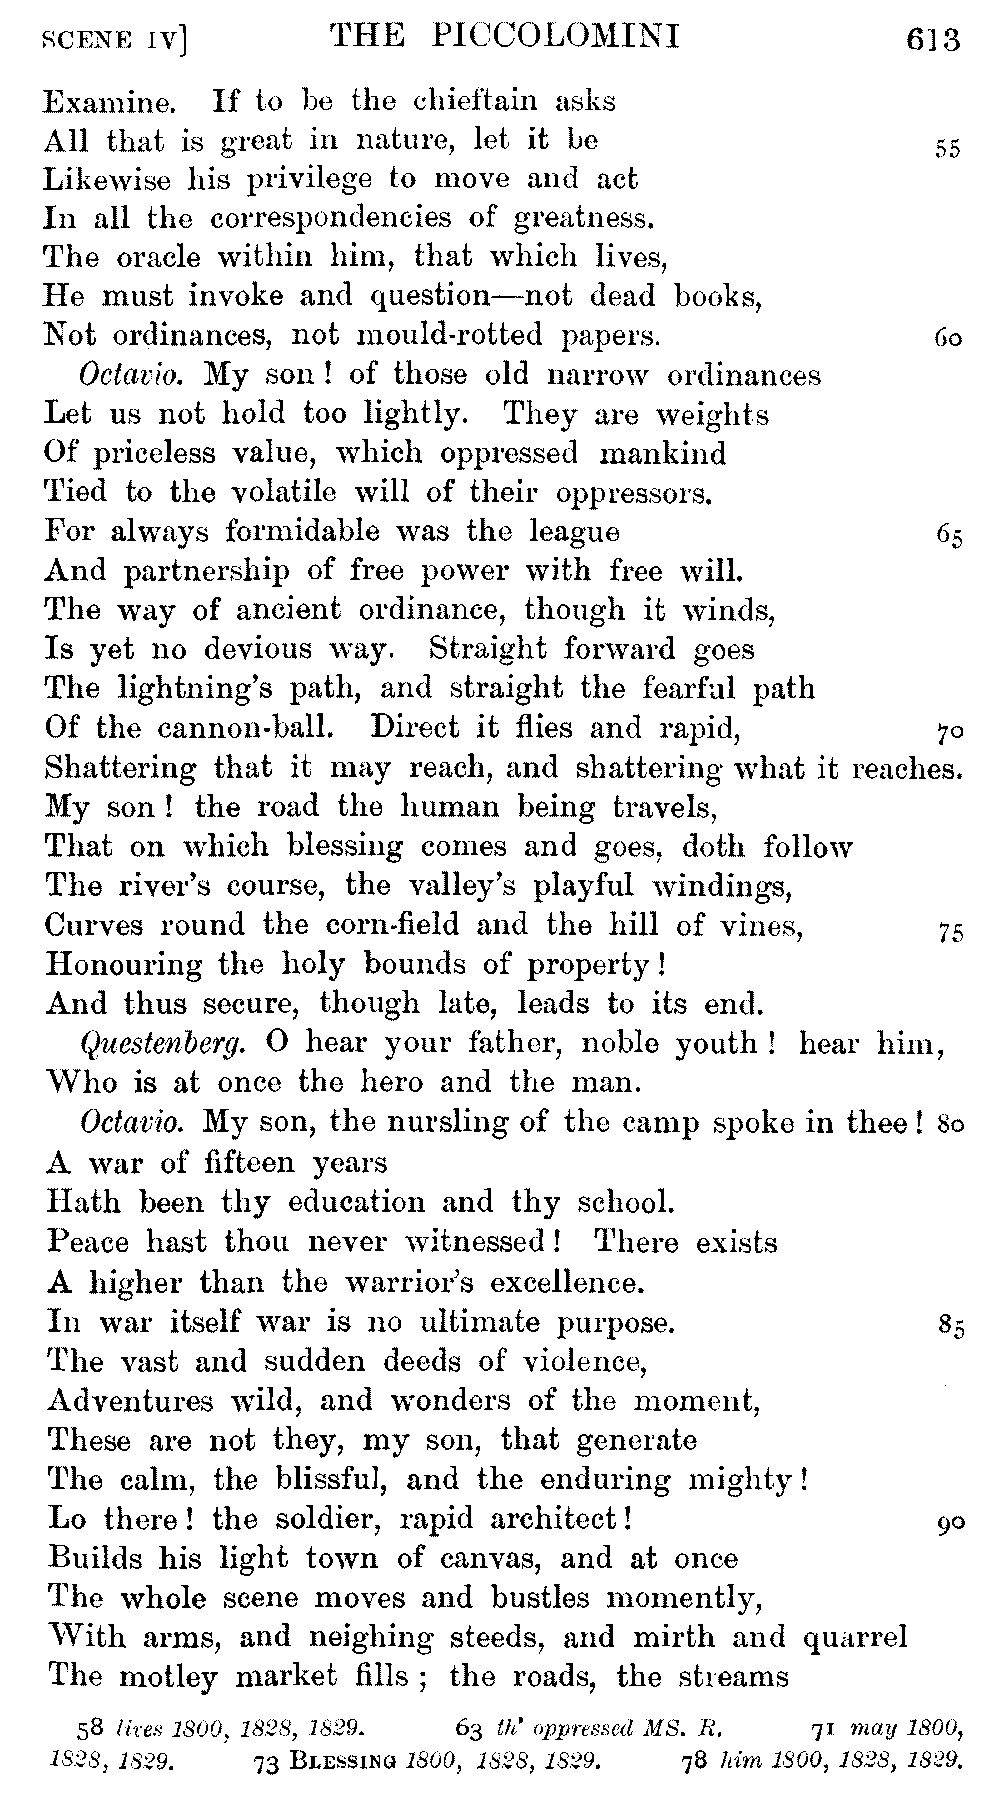 SCENE IV] THE PICCOLOMINI 613
Examine. If to be the chieftain asks
All that is great in nature, let it be 55
Likewise his privilege to move and act
In all the correspondencies of greatness.
The oracle within him, that which lives,
He must invoke and question—not dead books,
Not ordinances, not mould-rotted papers. 60
Octavio. My son! of those old narrow ordinances
Let us not hold too lightly. They are weights
Of priceless value, which oppressed mankind
Tied to the volatile will of their oppressors.
For always formidable was the league 65
And partnership of free power with free will.
The way of ancient ordinance, though it winds,
Is yet no devious way. Straight forward goes
The lightning's path, and straight the fearful path
Of the cannon-ball. Direct it flies and rapid, 70
Shattering that it may reach, and shattering what it reaches.
My son! the road the human being travels,
That on which blessing comes and goes, doth follow
The river's course, the valley's playful windings,
Curves round the corn-field and the hill of vines, 75
Honouring the holy bounds of property!
And thus secure, though late, leads to its end.
Questenberg. O hear your father, noble youth! hear him,
Who is at once the hero and the man.
Octavio. My son, the nursling of the camp spoke in thee! 80
A war of fifteen years
Hath been thy education and thy school.
Peace hast thou never witnessed! There exists
A higher than the warrior's excellence.
In war itself war is no ultimate purpose. 85
The vast and sudden deeds of violence,
Adventures wild, and wonders of the moment,
These are not they, my son, that generate
The calm, the blissful, and the enduring mighty!
Lo there! the soldier, rapid architect! 90
Builds his light town of canvas, and at once
The whole scene moves and bustles momently,
With arms, and neighing steeds, and mirth and quarrel
The motley market fills; the roads, the streams
58 lives 1800, 1828, 1829. 63 th' oppressed MS. R. 71 may 1800,
1828, 1829. 73 BLESSING 1800, 1828, 1829. 78 him 1800, 1828, 1829.